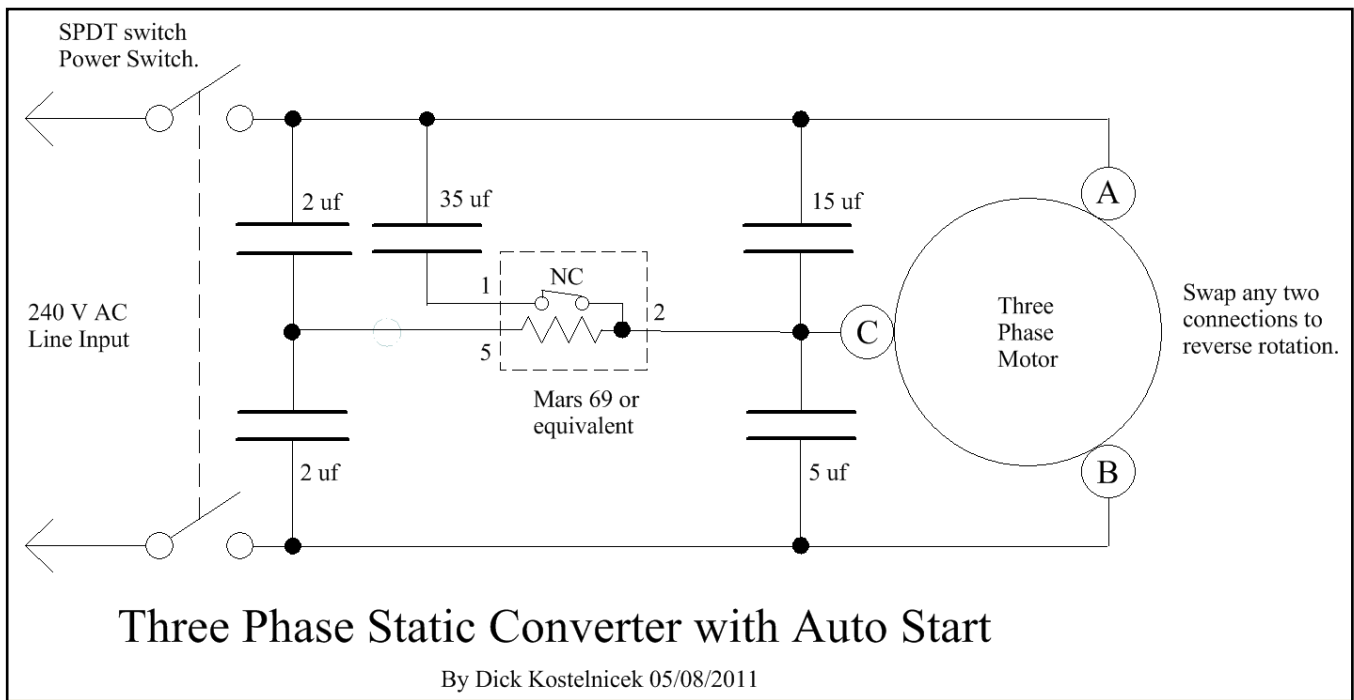 SPDT switch
Power Switch.
2 uf
35 uf
15 uf
A
NC
1
2
240 V AC
Line Input
5
C
Three
Phase
Motor
Swap any two
connections to
reverse rotation.
Mars 69 or
equivalent
2 uf
5 uf
B
Three Phase Static Converter with Auto Start
By Dick Kostelnicek 05/08/2011